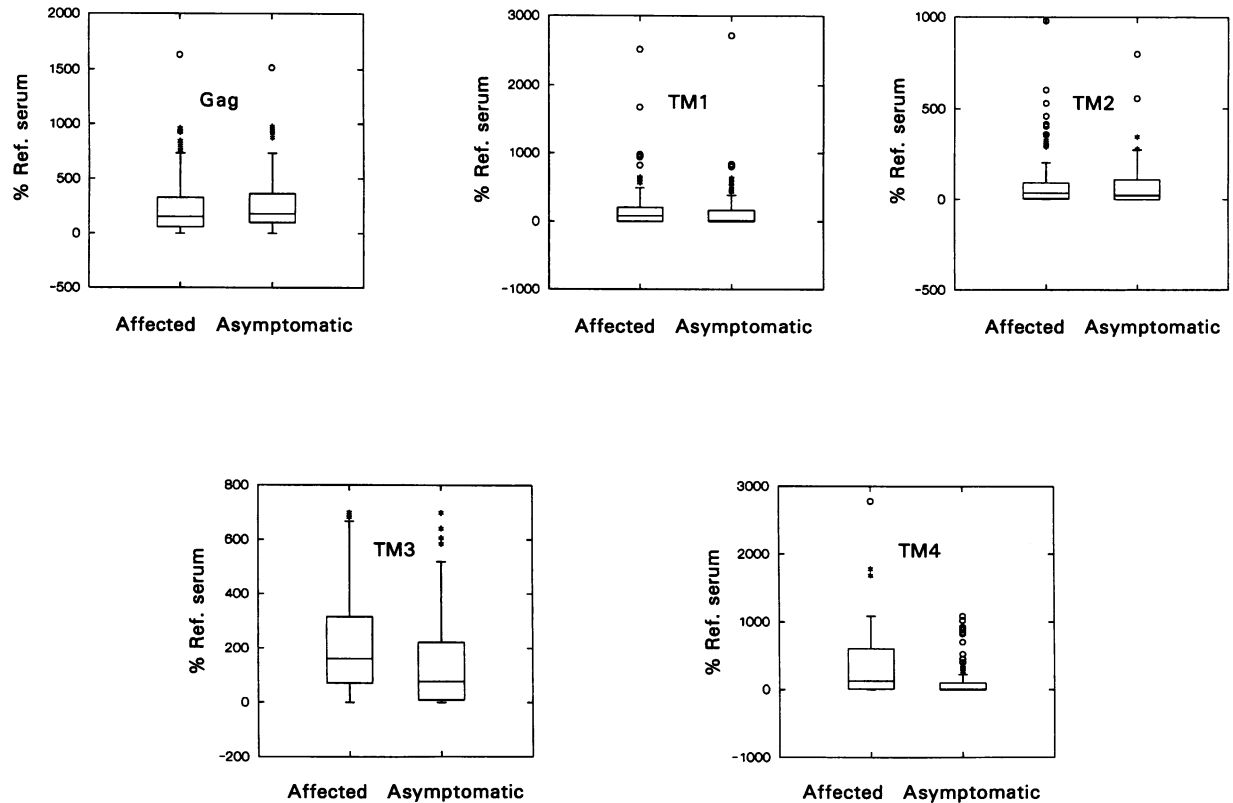 % Ref. serum
2000
1500
1000
500
0
-500
Gag
Affected Asymptomatic
% Ref. serum
3000
2000
1000
0
-1000
TM1
Affected Asymptomatic
% Ref. serum
1000
500
0
-500
TM2
Affected Asymptomatic
% Ref. serum
800
600
400
200
0
-200
TM3
Affected Asymptomatic
% Ref. serum
3000
2000
1000
0
-1000
TM4
Affected Asymptomatic